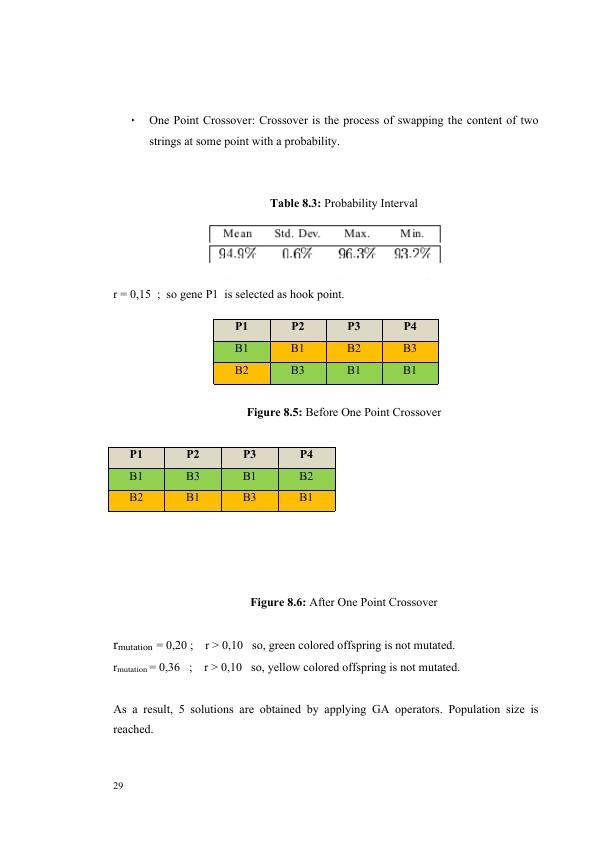 • One Point Crossover: Crossover is the process of swapping the content of two
strings at some point with a probability.
Table 8.3: Probability Interval
Mean Std. Dev. Max. Min.
94.9% 0.6% 96.3% 93.2%
r = 0,15 ; so gene P1 is selected as hook point.
P1 P2 P3 P4
B1 B1 B2 B3
B2 B3 B1 B1
Figure 8.5: Before One Point Crossover
P1 P2 P3 P4
B1 B3 B1 B2
B2 B1 B3 B1
Figure 8.6: After One Point Crossover
rmutation = 0,20 ; r > 0,10 so, green colored offspring is not mutated.
rmutation = 0,36 ; r > 0,10 so, yellow colored offspring is not mutated.
As a result, 5 solutions are obtained by applying GA operators. Population size is
reached.
29